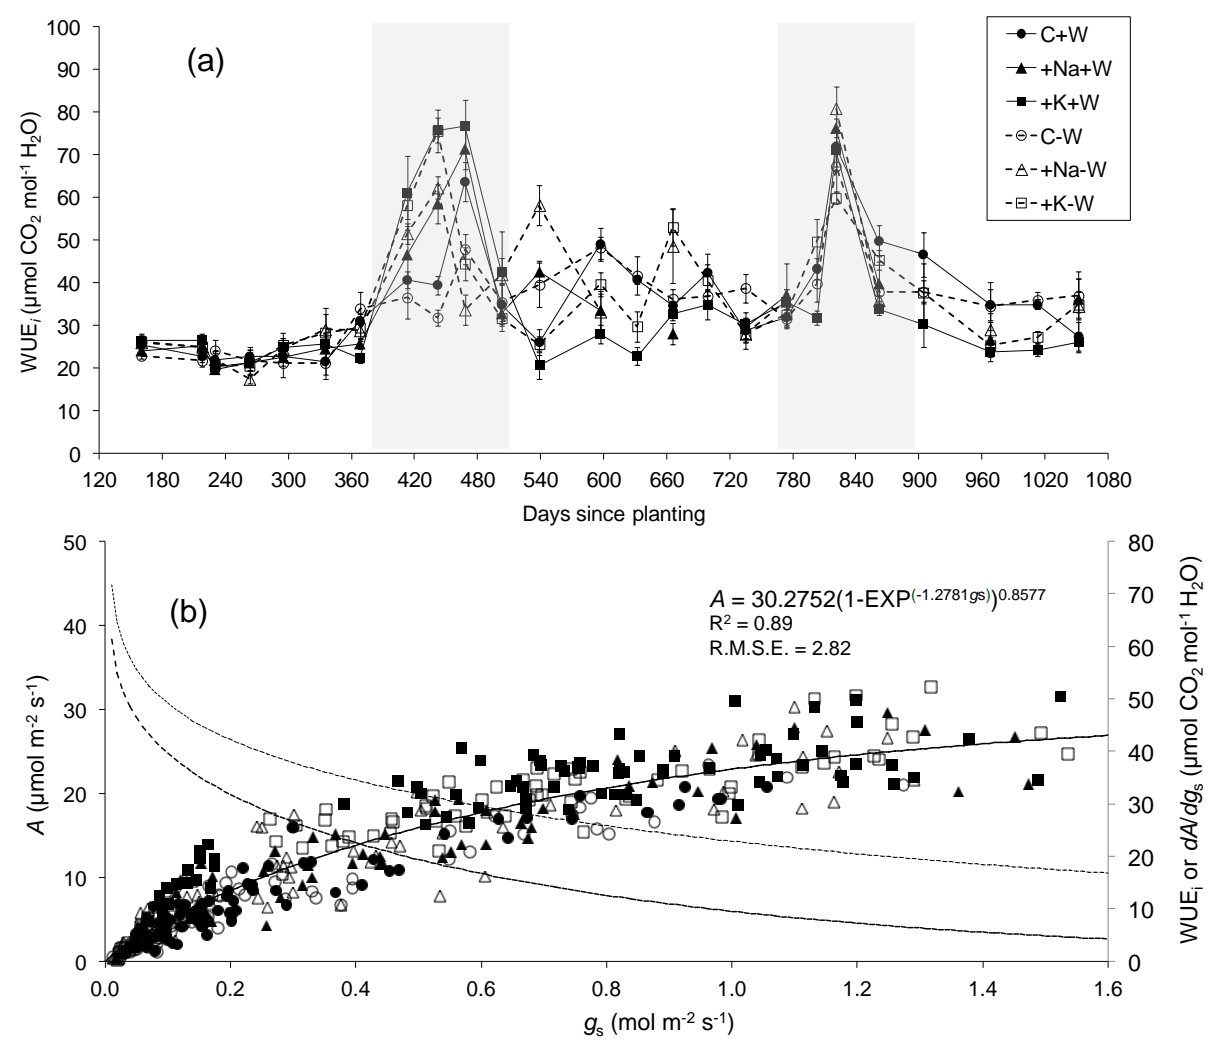 (a)
WUEi (µmol CO2 mol-1 H2O)
100
90
80
70
60
50
40
30
20
10
0
120 180 240 300 360 420 480 540 600 660 720 780 840 900 960 1020 1080
Days since planting
C+W
+Na+W
+K+W
C-W
+Na-W
+K-W
(b)
A (µmol m-2 s-1)
50
40
30
20
10
0
A = 30.2752(1-EXP(-1.2781gs))0.8577
R2 = 0.89
R.M.S.E. = 2.82
80
70
60
50
40
30
20
10
0
WUEi or dA/dgs (µmol CO2 mol-1 H2O)
0.0 0.2 0.4 0.6 0.8 1.0 1.2 1.4 1.6
gs (mol m-2 s-1)